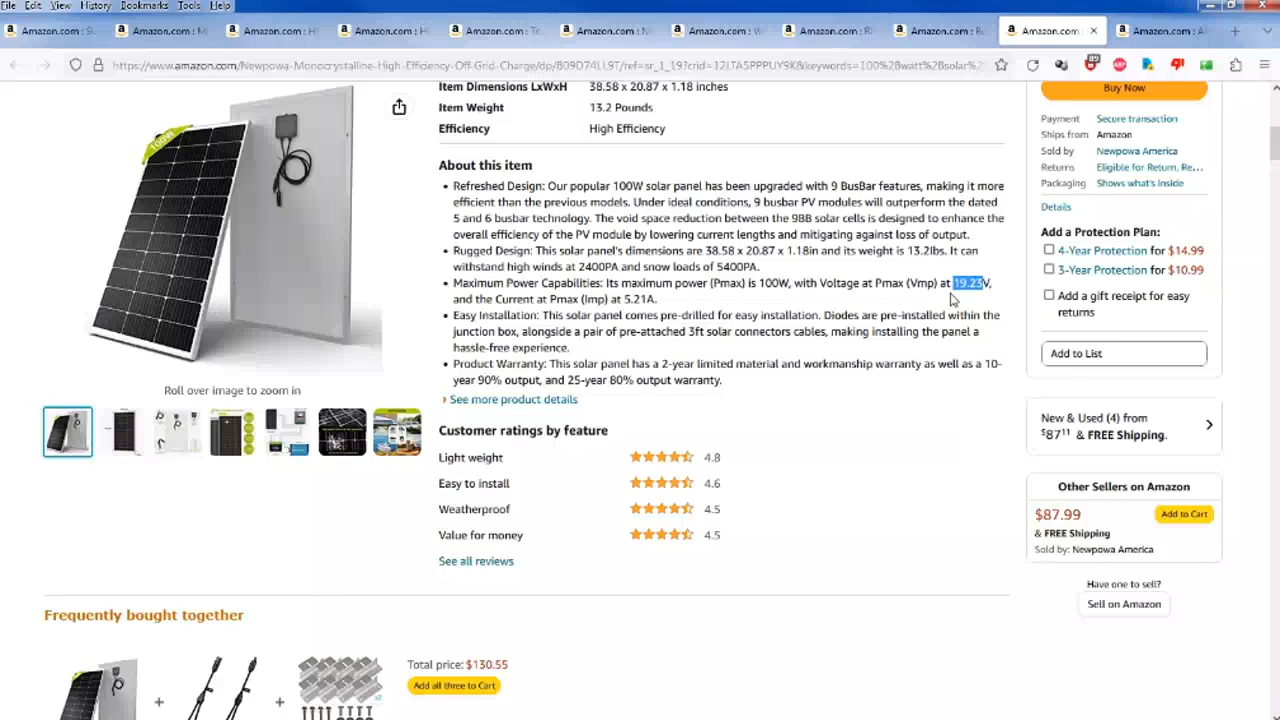 File Edit View History Bookmarks Tools Help
Amazon.com : Amazon.com : Amazon.com : Amazon.com : Amazon.com : Amazon.com : Amazon.com : Amazon.com : Amazon.com : Amazon.com : Amazon.com :
https://www.amazon.com/Newpowa-Monocrystalline-High-Efficiency-Off-Grid-Charge/dp/B09D74LL9T/ref=sr_1_19?crid=12LTA5PPPUY9K&keywords=100%2Bwatt%2Bsolar%2
Item Dimensions LxWxH 38.58 x 20.87 x 1.18 inches
Item Weight 13.2 Pounds
Efficiency High Efficiency
100W
About this item
• Refreshed Design: Our popular 100W solar panel has been upgraded with 9 BusBar features, making it more
efficient than the previous models. Under ideal conditions, 9 busbar PV modules will outperform the dated
5 and 6 busbar technology. The void space reduction between the 9BB solar cells is designed to enhance the
overall efficiency of the PV module by lowering current lengths and mitigating against loss of output.
• Rugged Design: This solar panel's dimensions are 38.58 x 20.87 x 1.18in and its weight is 13.2lbs. It can
withstand high winds at 2400PA and snow loads of 5400PA.
• Maximum Power Capabilities: Its maximum power (Pmax) is 100W, with Voltage at Pmax (Vmp) at 19.23V,
and the Current at Pmax (Imp) at 5.21A.
• Easy Installation: This solar panel comes pre-drilled for easy installation. Diodes are pre-installed within the
junction box, alongside a pair of pre-attached 3ft solar connectors cables, making installing the panel a
hassle-free experience.
• Product Warranty: This solar panel has a 2-year limited material and workmanship warranty as well as a 10-
year 90% output, and 25-year 80% output warranty.
› See more product details
Roll over image to zoom in
Customer ratings by feature
Light weight 4.8
Easy to install 4.6
Weatherproof 4.5
Value for money 4.5
See all reviews
Buy Now
Payment Secure transaction
Ships from Amazon
Sold by Newpowa America
Returns Eligible for Return, Re...
Packaging Shows what's inside
Details
Add a Protection Plan:
4-Year Protection for $14.99
3-Year Protection for $10.99
Add a gift receipt for easy
returns
Add to List
New & Used (4) from
$87.11 & FREE Shipping.
Other Sellers on Amazon
$87.99 Add to Cart
& FREE Shipping
Sold by: Newpowa America
Have one to sell?
Sell on Amazon
Frequently bought together
Total price: $130.55
Add all three to Cart
+ +